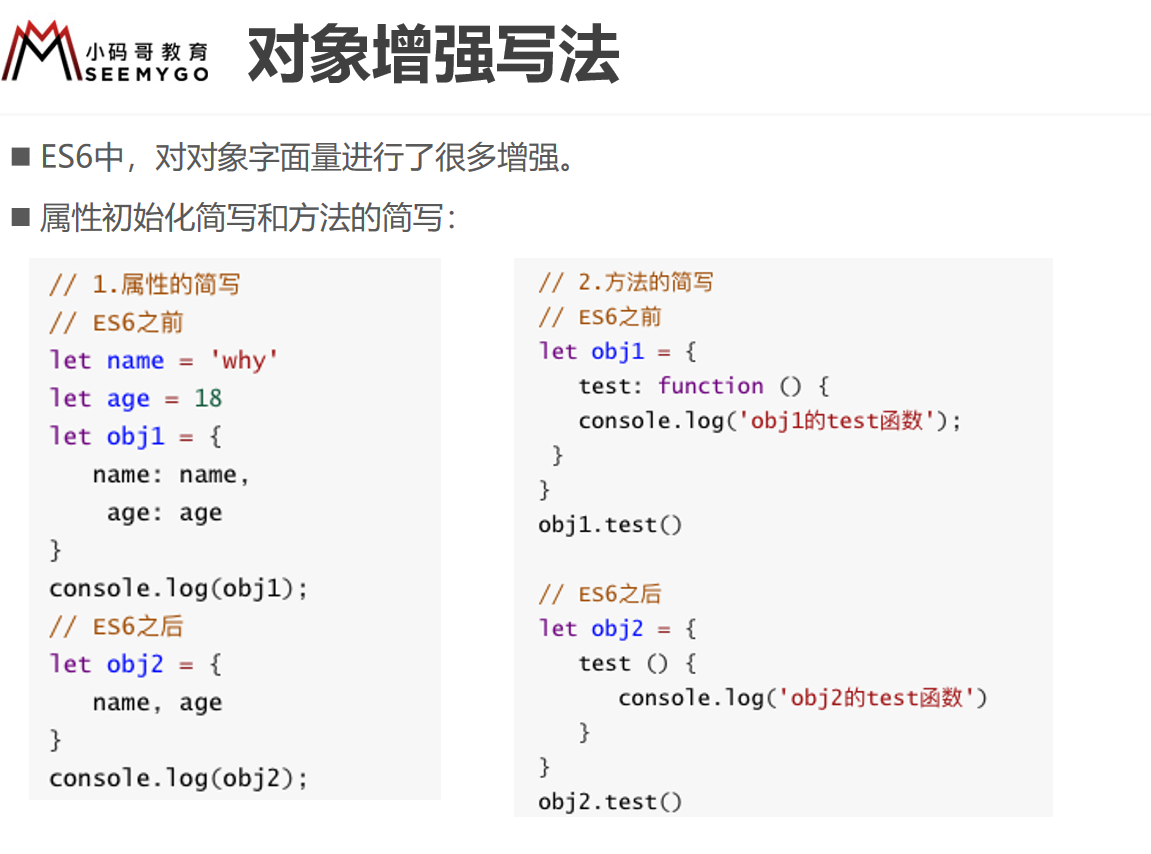 小码哥教育
SEEMYGO
对象增强写法
ES6中，对对象字面量进行了很多增强。
属性初始化简写和方法的简写：
// 1.属性的简写
// ES6之前
let name = 'why'
let age = 18
let obj1 = {
name: name,
age: age
}
console.log(obj1);
// ES6之后
let obj2 = {
name, age
}
console.log(obj2);
// 2.方法的简写
// ES6之前
let obj1 = {
test: function () {
console.log('obj1的test函数');
}
}
obj1.test()
// ES6之后
let obj2 = {
test () {
console.log('obj2的test函数')
}
}
obj2.test()